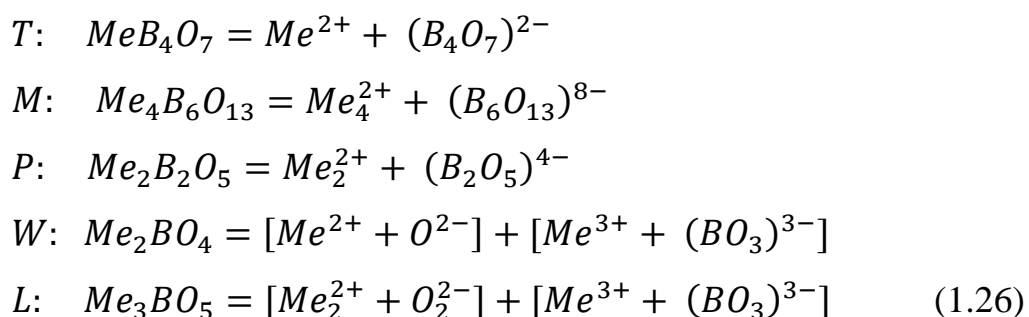 T: MeB₄O₇ = Me²⁺ + (B₄O₇)²⁻
M: Me₄B₆O₁₃ = Me₄²⁺ + (B₆O₁₃)⁸⁻
P: Me₂B₂O₅ = Me₂²⁺ + (B₂O₅)⁴⁻
W: Me₂BO₄ = [Me²⁺ + O²⁻] + [Me³⁺ + (BO₃)³⁻]
L: Me₃BO₅ = [Me₂²⁺ + O₂²⁻] + [Me³⁺ + (BO₃)³⁻] (1.26)